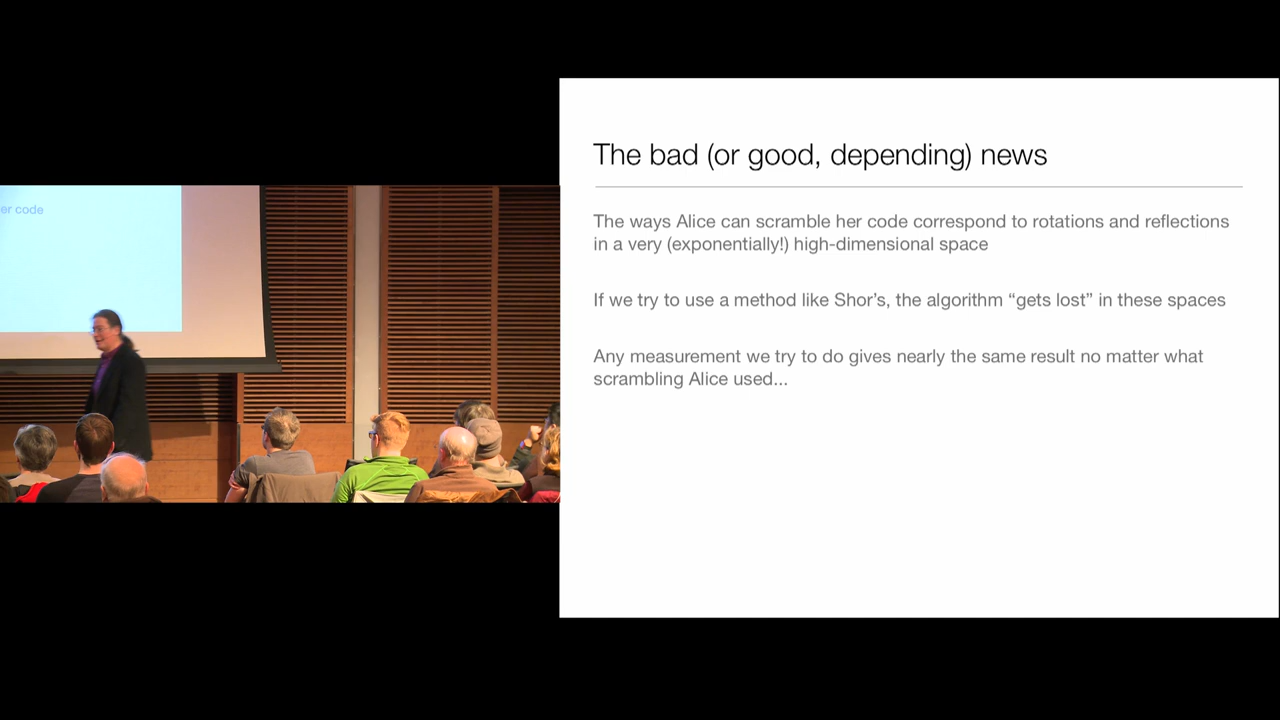 er code
The bad (or good, depending) news
The ways Alice can scramble her code correspond to rotations and reflections
in a very (exponentially!) high-dimensional space
If we try to use a method like Shor’s, the algorithm “gets lost” in these spaces
Any measurement we try to do gives nearly the same result no matter what
scrambling Alice used...